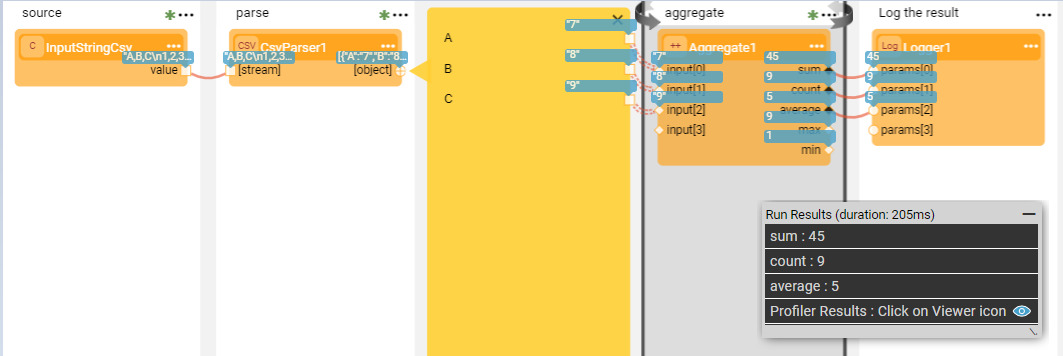 source
parse
aggregate
Log the result
C InputStringCsv
"A,B,C\n1,2,3...
value
CSV CsvParser1
"A,B,C\n1,2,3...
[{"A":"7","B":"8...
[stream]
[object]
A
B
C
"7"
"8"
"9"
++ Aggregate1
"7"
input[0]
"8"
input[1]
"9"
input[2]
input[3]
45
sum
9
count
5
average
9
max
1
min
Log Logger1
45
params[0]
9
params[1]
5
params[2]
params[3]
Run Results (duration: 205ms)
sum : 45
count : 9
average : 5
Profiler Results : Click on Viewer icon